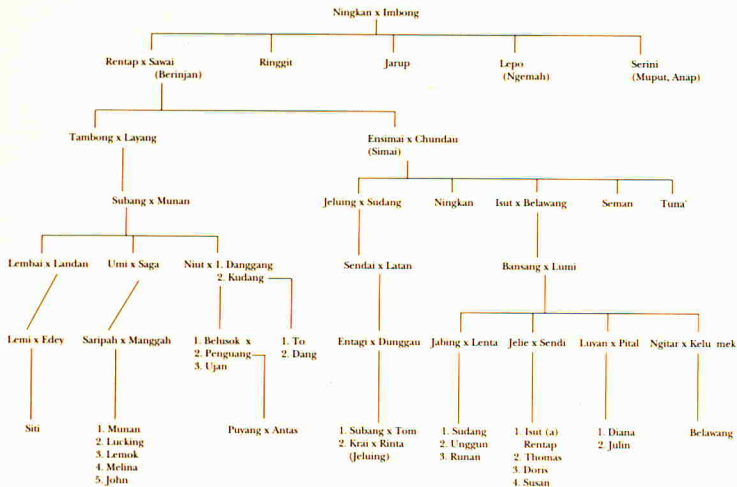 Ningkan x Imbong
Rentap x Sawai
(Berinjan)
Ringgit
Jarup
Lepo
(Ngemah)
Serini
(Muput, Anap)
Tambong x Layang
Ensimai x Chundau
(Simai)
Subang x Munan
Jeluing x Sudang
Ningkan
Isut x Belawang
Seman
Tuna'
Lembai x Landan
Umi x Saga
Niut x 1. Danggang
2. Kudang
Sendai x Latan
Bansang x Lumi
Lemi x Edey
Saripah x Manggah
1. Belusok x
2. Penguang
3. Ujan
1. To
2. Dang
Entagi x Dunggau
Jabing x Lenta
Jelie x Sendi
Luvan x Pital
Ngitar x Kelu mek
Siti
1. Munan
2. Lucking
3. Lemok
4. Melina
5. John
Puyang x Antas
1. Subang x Tom
2. Krai x Rinta
(Jeluing)
1. Sudang
2. Unggun
3. Runan
1. Isut (a)
Rentap
2. Thomas
3. Doris
4. Susan
1. Diana
2. Julin
Belawang